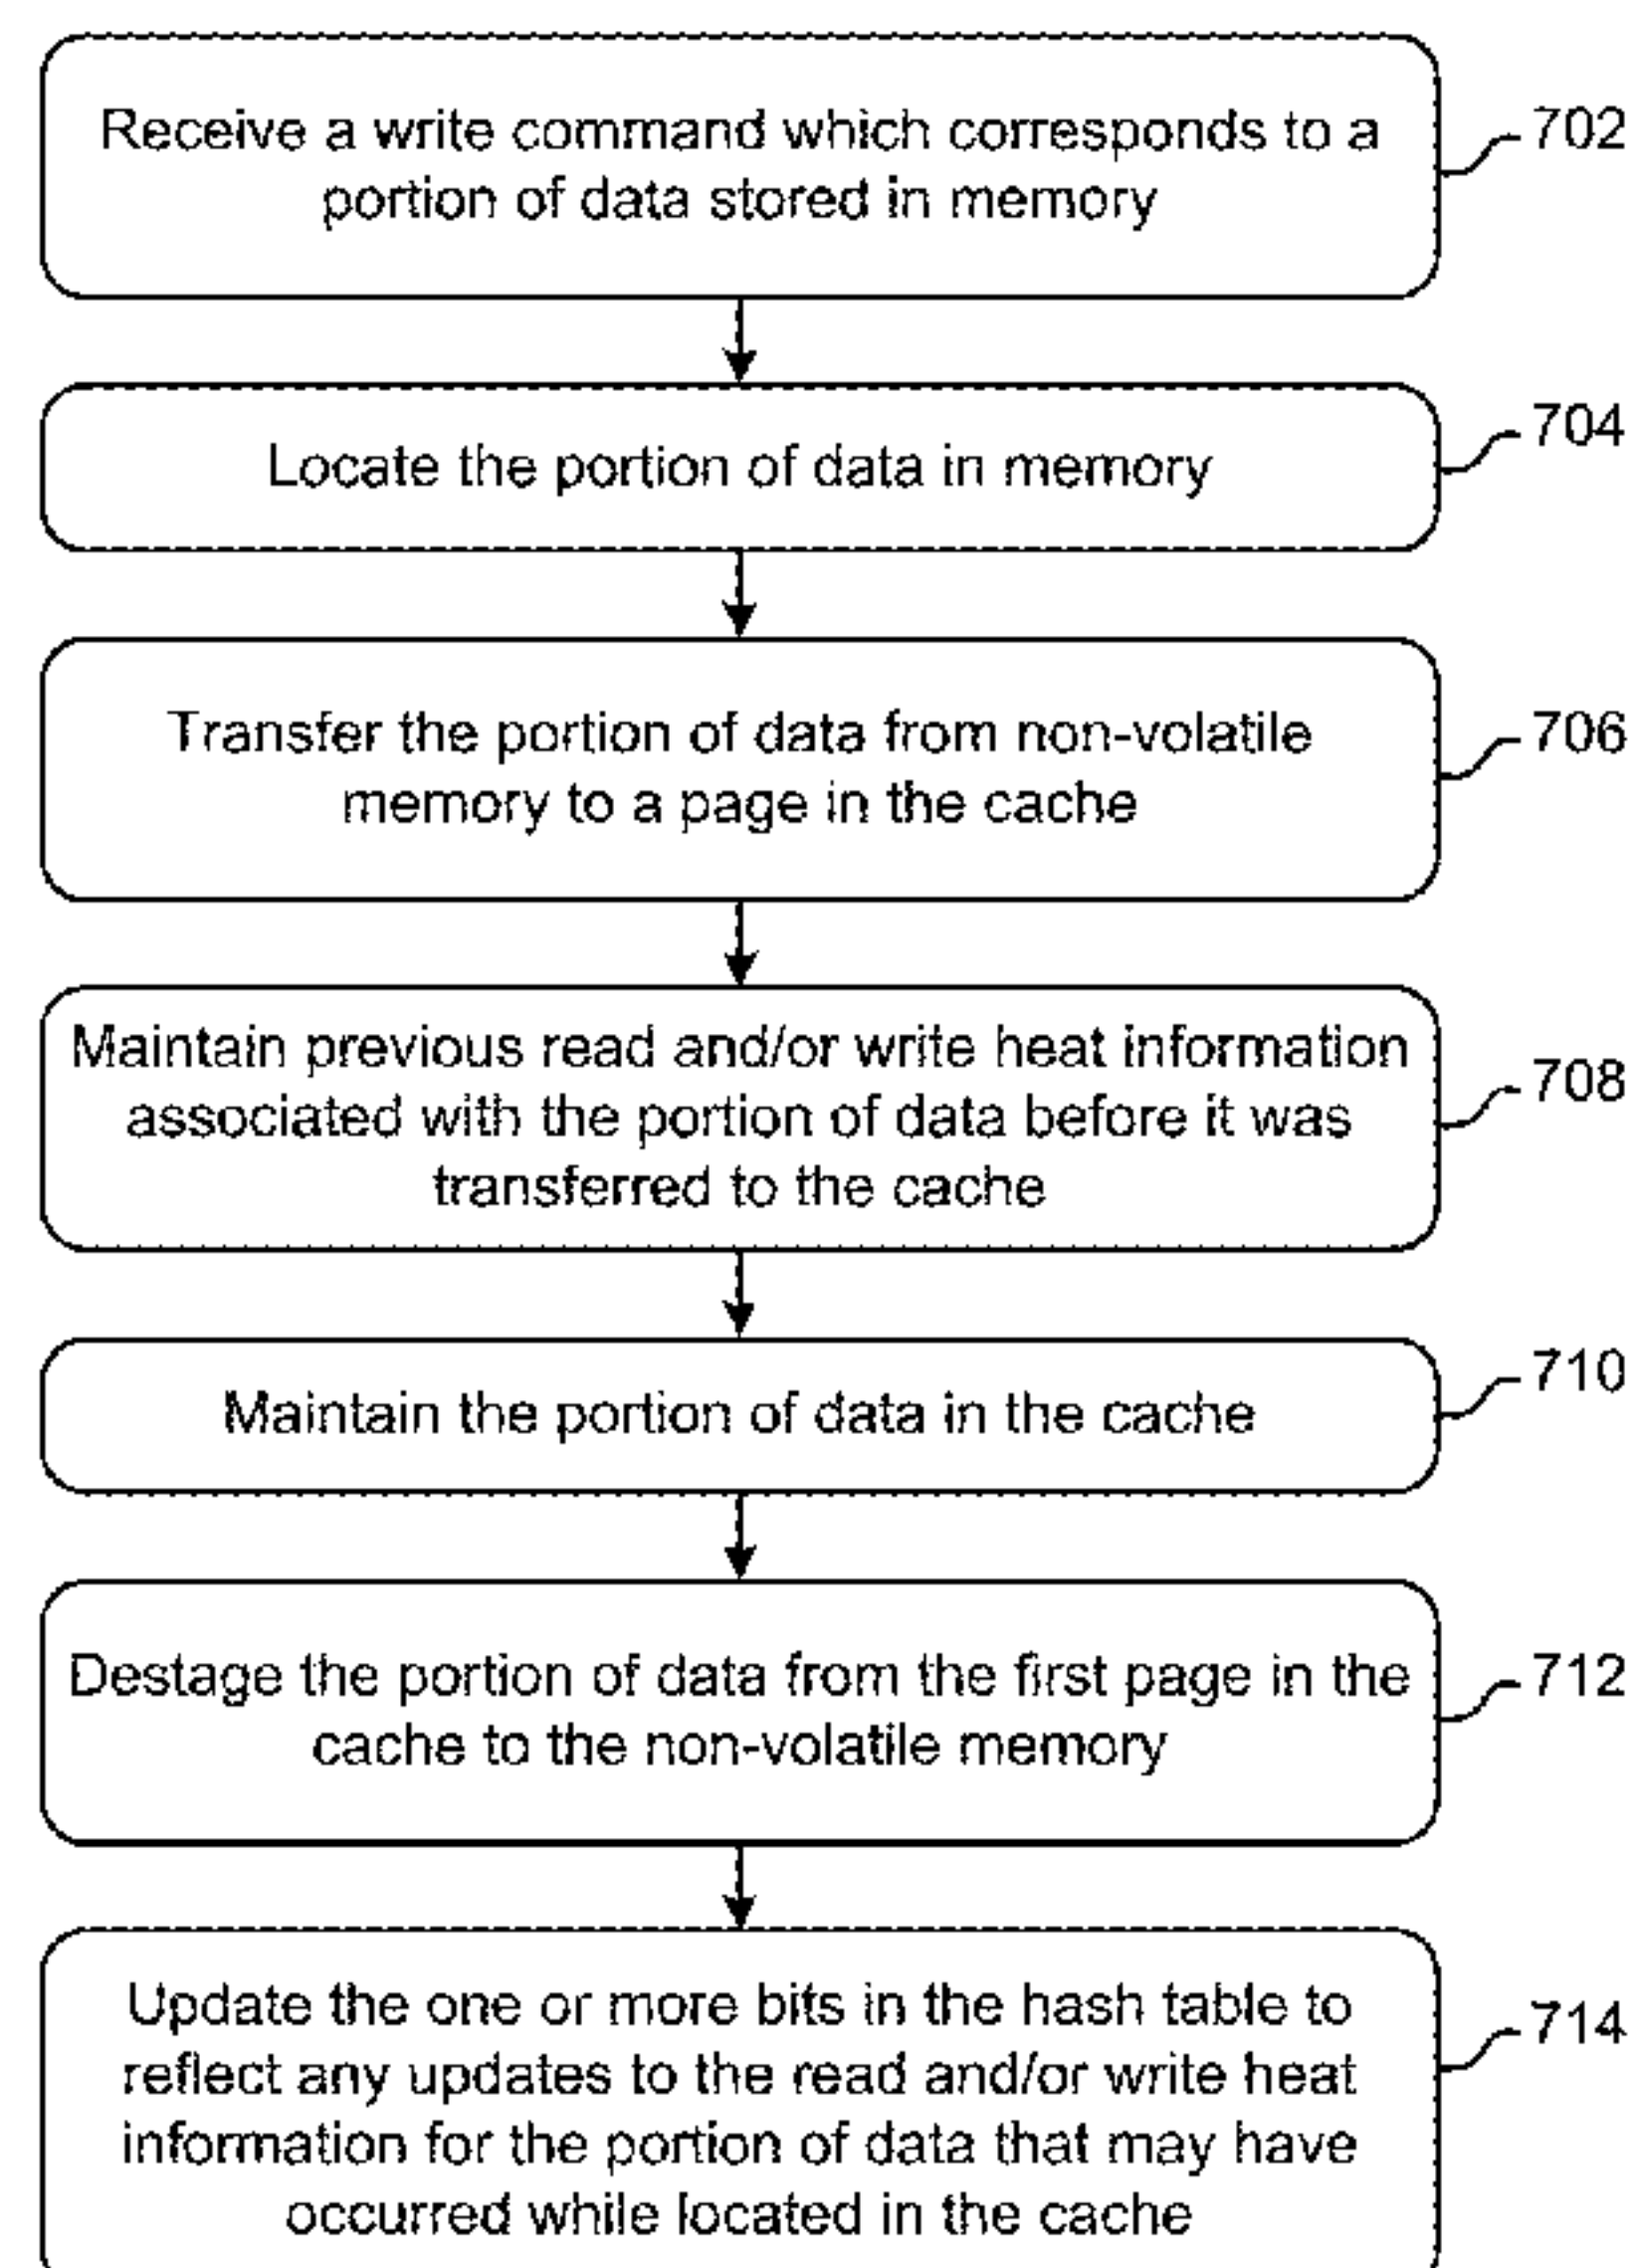 Receive a write command which corresponds to a
portion of data stored in memory
702
Locate the portion of data in memory
704
Transfer the portion of data from non-volatile
memory to a page in the cache
706
Maintain previous read and/or write heat information
associated with the portion of data before it was
transferred to the cache
708
Maintain the portion of data in the cache
710
Destage the portion of data from the first page in the
cache to the non-volatile memory
712
Update the one or more bits in the hash table to
reflect any updates to the read and/or write heat
information for the portion of data that may have
occurred while located in the cache
714